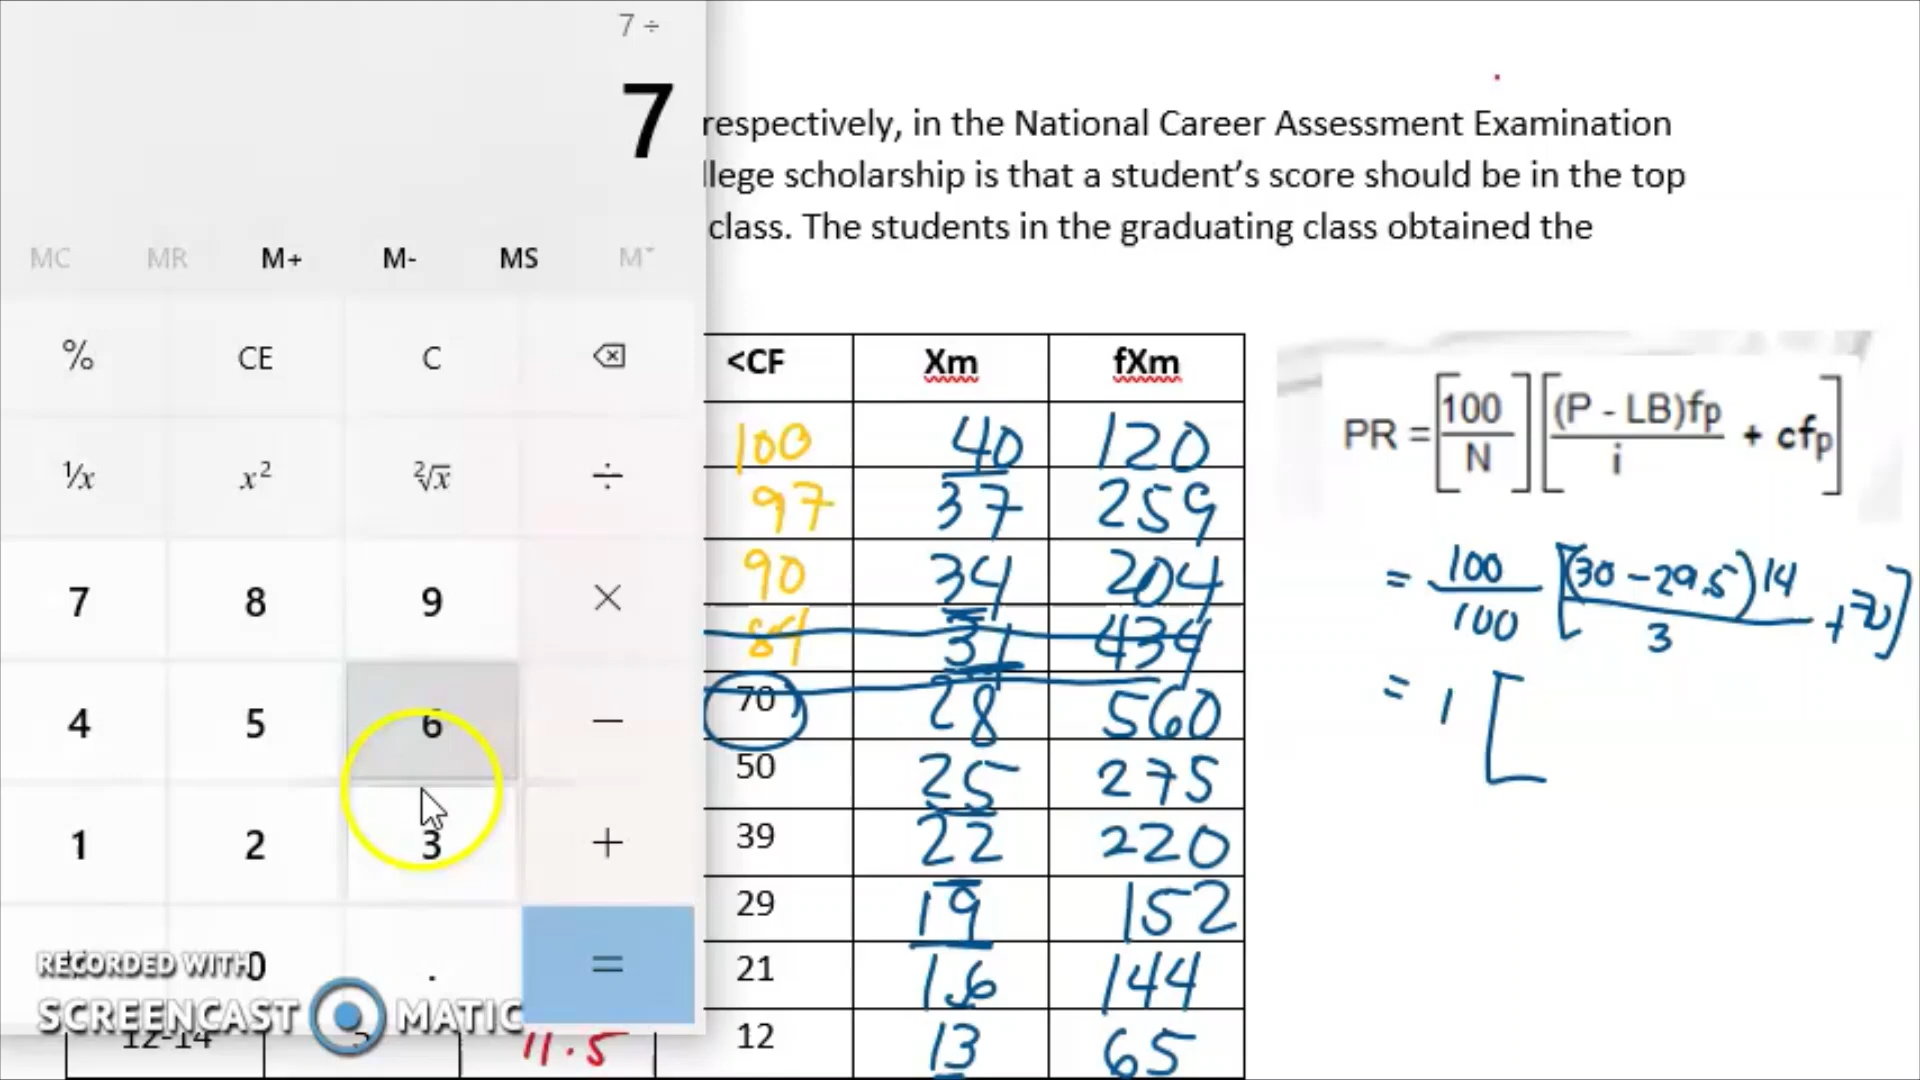 7 ÷
7
MC MR M+ M- MS M˅
% CE C
⅟x x² ²√x ÷
7 8 9 ×
4 5 6 −
1 2 3 +
0 . =
RECORDED WITH
SCREENCAST MATIC
respectively, in the National Career Assessment Examination
llege scholarship is that a student's score should be in the top
class. The students in the graduating class obtained the
<CF Xm fXm
100 40 120
97 37 259
90 34 204
84 31 434
70 28 560
50 25 275
39 22 220
29 19 152
21 16 144
12-14 5 11.5 12 13 65
PR = [100/N] [(P - LB)fp / i + cfp]
= 100/100 [(30 - 29.5)14 / 3 + 70]
= 1 [